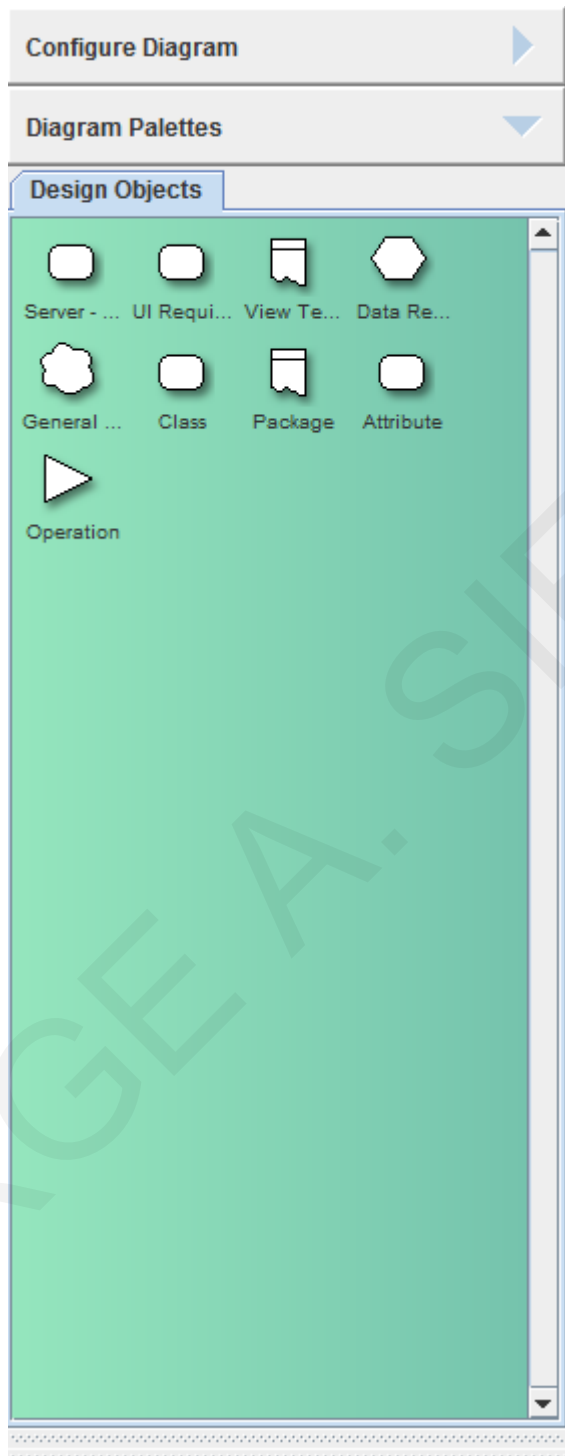 Configure Diagram
Diagram Palettes
Design Objects
Server - ... UI Requi... View Te... Data Re...
General ... Class Package Attribute
Operation